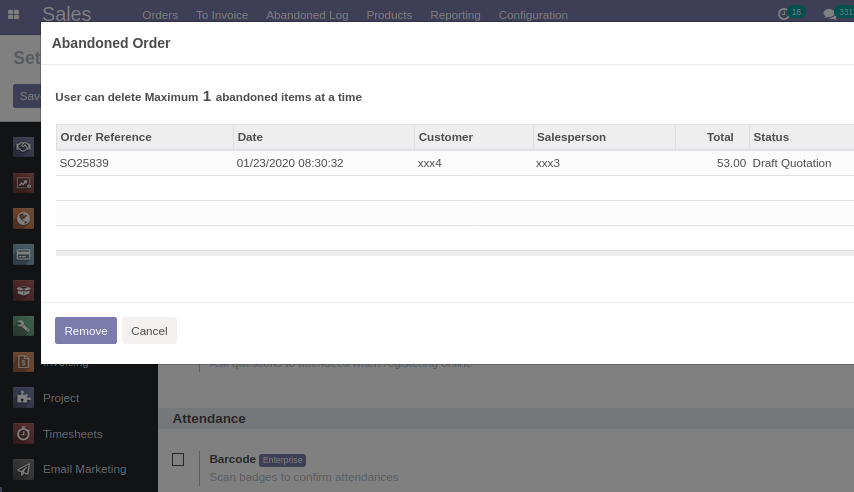 Sales
Orders To Invoice Abandoned Log Products Reporting Configuration 16 331
Abandoned Order
User can delete Maximum 1 abandoned items at a time
Order Reference Date Customer Salesperson Total Status
SO25839 01/23/2020 08:30:32 xxx4 xxx3 53.00 Draft Quotation
Remove Cancel
Ask questions to attendees when registering online
Invoicing
Project
Attendance
Timesheets
Barcode Enterprise
Email Marketing
Scan badges to confirm attendances